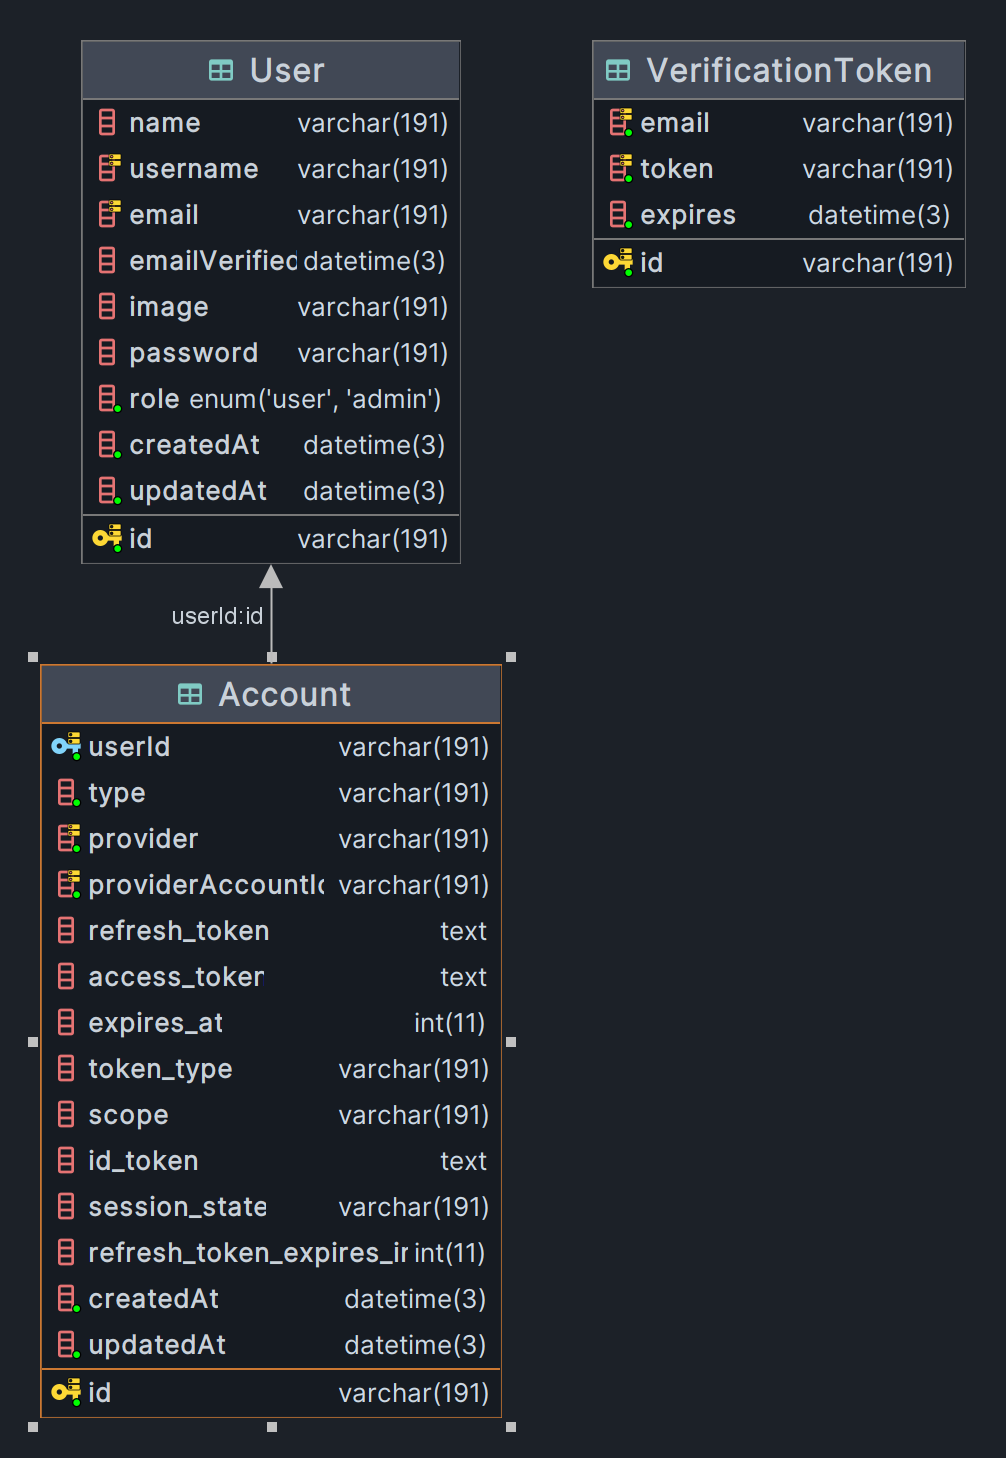 User
name varchar(191)
username varchar(191)
email varchar(191)
emailVerified datetime(3)
image varchar(191)
password varchar(191)
role enum('user', 'admin')
createdAt datetime(3)
updatedAt datetime(3)
id varchar(191)
VerificationToken
email varchar(191)
token varchar(191)
expires datetime(3)
id varchar(191)
userId:id
Account
userId varchar(191)
type varchar(191)
provider varchar(191)
providerAccountId varchar(191)
refresh_token text
access_token text
expires_at int(11)
token_type varchar(191)
scope varchar(191)
id_token text
session_state varchar(191)
refresh_token_expires_in int(11)
createdAt datetime(3)
updatedAt datetime(3)
id varchar(191)